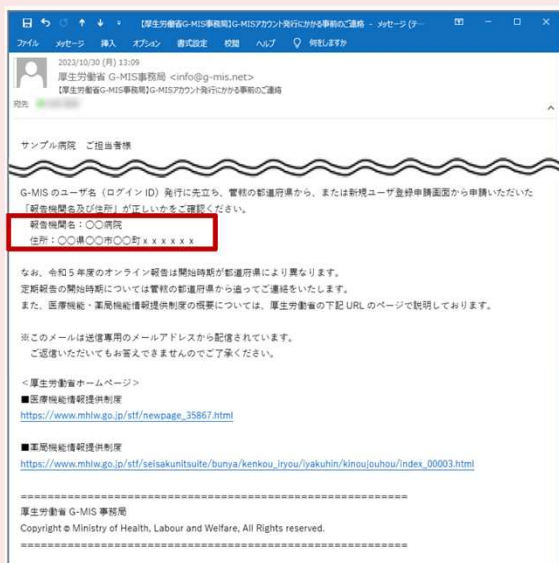 【厚生労働省G-MIS事務局】G-MISアカウント発行にかかる事前のご連絡 - メッセージ (テ…
ファイル メッセージ 挿入 オプション 書式設定 校閲 ヘルプ 何をしますか
2023/10/30 (月) 13:09
厚生労働省 G-MIS事務局 <info@g-mis.net>
【厚生労働省G-MIS事務局】G-MISアカウント発行にかかる事前のご連絡
宛先
サンプル病院 ご担当者様
G-MIS のユーザ名（ログイン ID）発行に先立ち、管轄の都道府県から、または新規ユーザ登録申請画面から申請いただいた
「報告機関名及び住所」が正しいかをご確認ください。
報告機関名：〇〇病院
住所：〇〇県〇〇市〇〇町ｘｘｘｘｘｘ
なお、令和５年度のオンライン報告は開始時期が都道府県により異なります。
定期報告の開始時期については管轄の都道府県から追ってご連絡をいたします。
また、医療機能・薬局機能情報提供制度の概要については、厚生労働省の下記 URL のページで説明しております。
※このメールは送信専用のメールアドレスから配信されています。
ご返信いただいてもお答えできませんのでご了承ください。
＜厚生労働省ホームページ＞
■医療機能情報提供制度
https://www.mhlw.go.jp/stf/newpage_35867.html
■薬局機能情報提供制度
https://www.mhlw.go.jp/stf/seisakunitsuite/bunya/kenkou_iryou/iyakuhin/kinoujouhou/index_00003.html
==========================================================
厚生労働省 G-MIS 事務局
Copyright © Ministry of Health, Labour and Welfare, All Rights reserved.
==========================================================